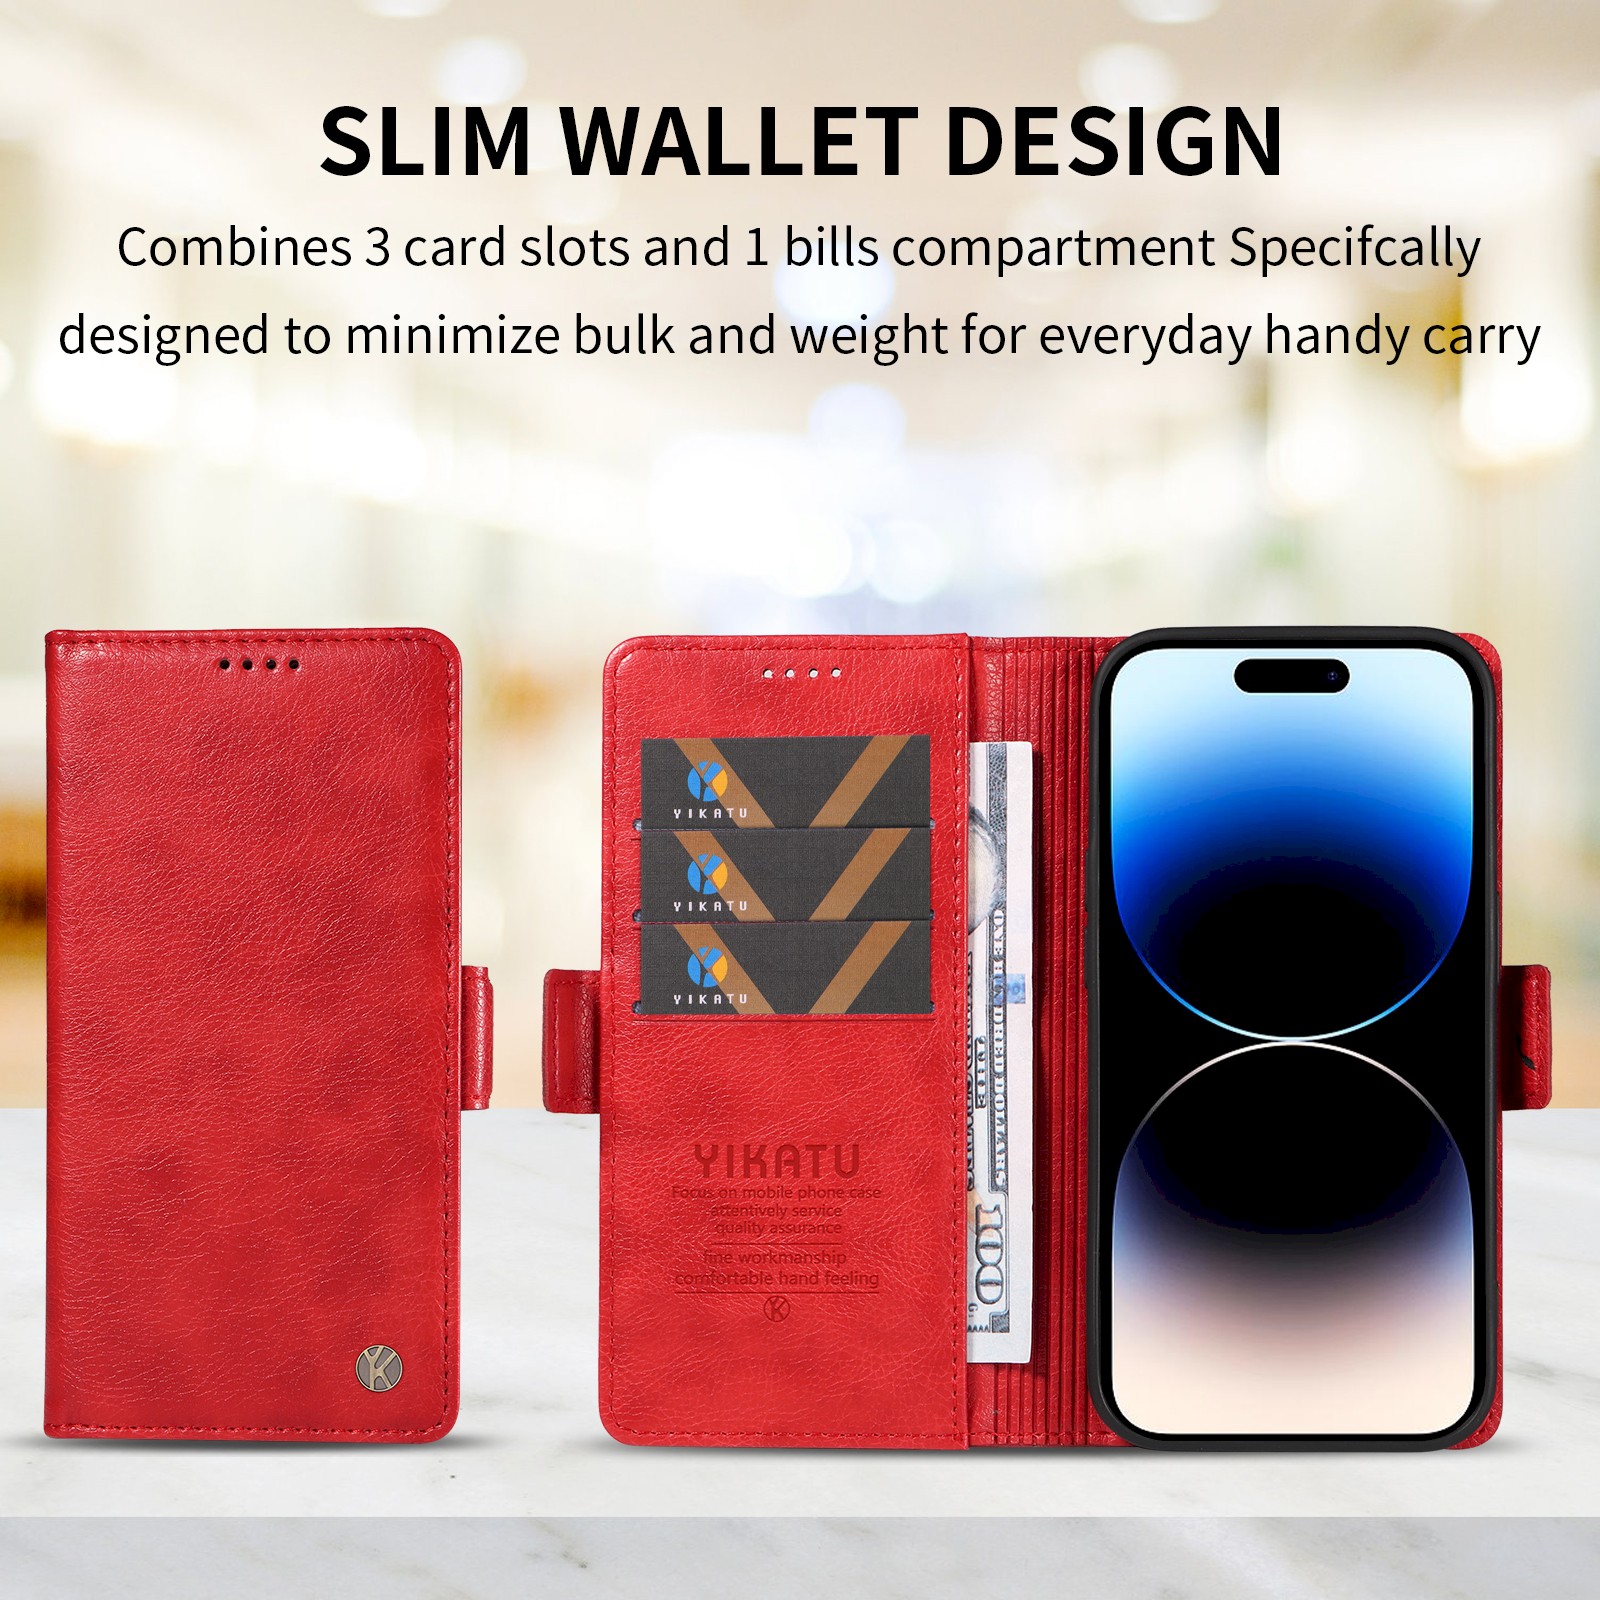 SLIM WALLET DESIGN
Combines 3 card slots and 1 bills compartment Specifcally
designed to minimize bulk and weight for everyday handy carry
YIKATU
YIKATU
YIKATU
YIKATU
Focus on mobile phone case
attentively service
quality assurance
fine workmanship
comfortable hand feeling
K
YK
100